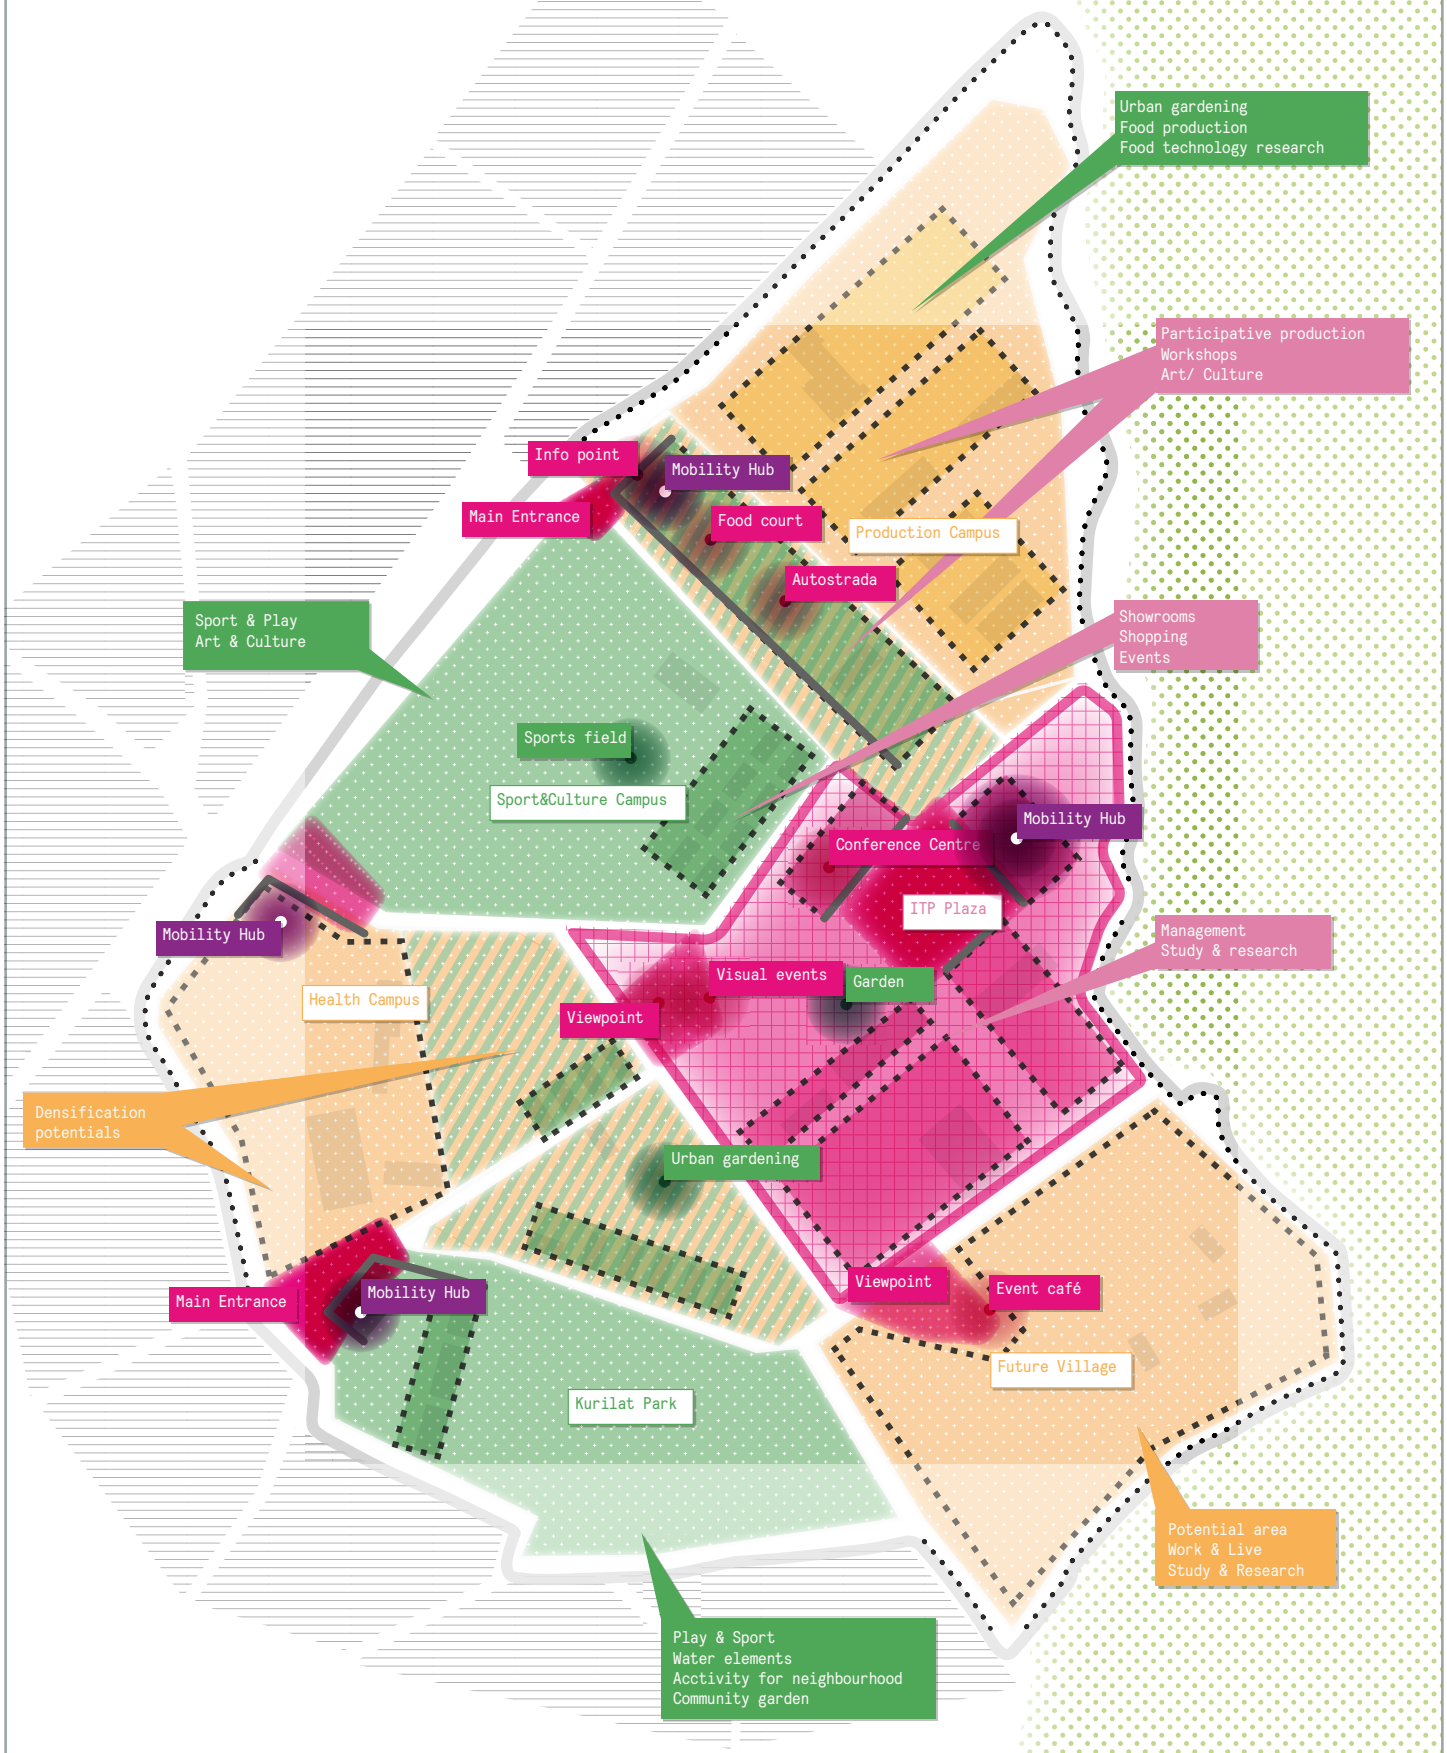 Urban gardening
Food production
Food technology research
Participative production
Workshops
Art/ Culture
Info point
Mobility Hub
Main Entrance
Food court
Production Campus
Autostrada
Sport & Play
Art & Culture
Showrooms
Shopping
Events
Sports field
Sport&Culture Campus
Mobility Hub
Conference Centre
ITP Plaza
Mobility Hub
Management
Study & research
Visual events
Garden
Health Campus
Viewpoint
Densification
potentials
Urban gardening
Viewpoint
Event café
Main Entrance
Mobility Hub
Future Village
Kurilat Park
Potential area
Work & Live
Study & Research
Play & Sport
Water elements
Acctivity for neighbourhood
Community garden